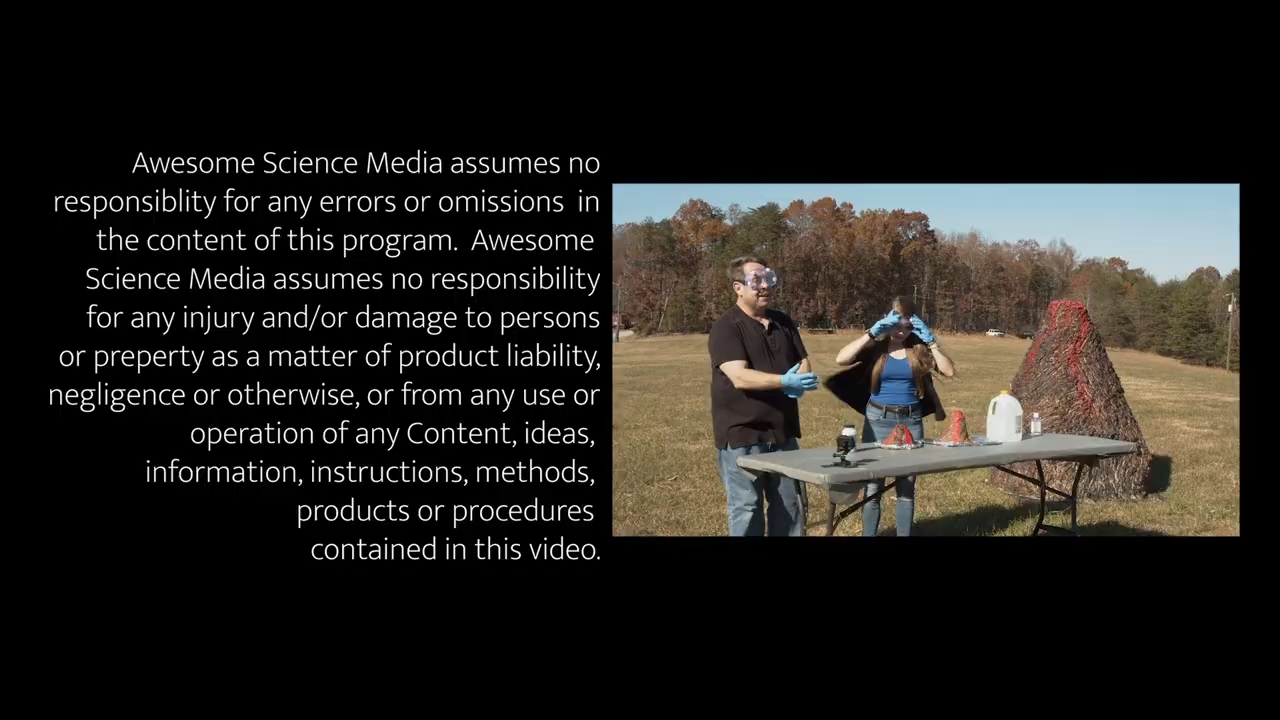 Awesome Science Media assumes no
responsiblity for any errors or omissions in
the content of this program. Awesome
Science Media assumes no responsibility
for any injury and/or damage to persons
or preperty as a matter of product liability,
negligence or otherwise, or from any use or
operation of any Content, ideas,
information, instructions, methods,
products or procedures
contained in this video.